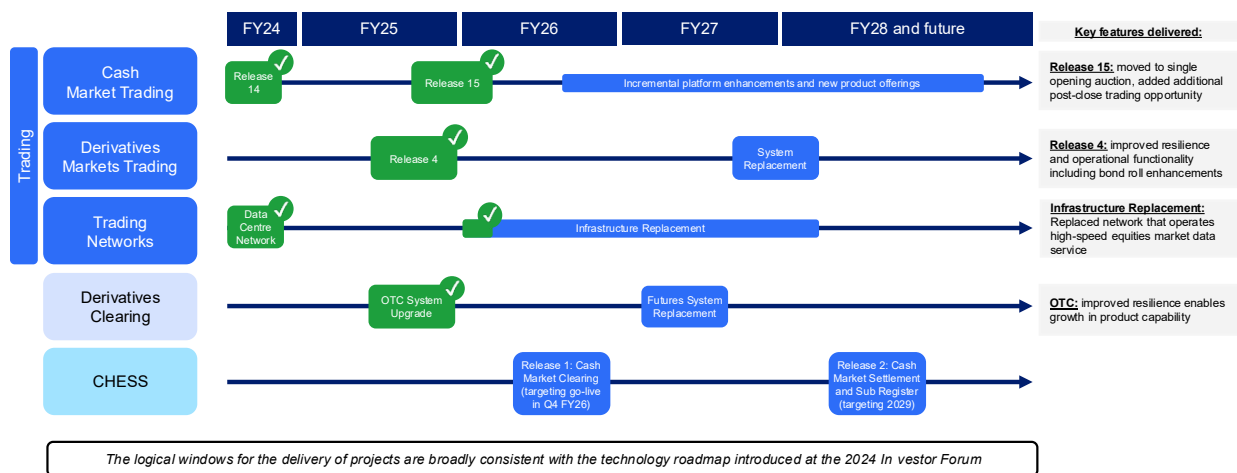 FY24
FY25
FY26
FY27
FY28 and future
Key features delivered:
Trading
Cash
Market Trading
Release
14
Release 15
Incremental platform enhancements and new product offerings
Release 15: moved to single
opening auction, added additional
post-close trading opportunity
Derivatives
Markets Trading
Release 4
System
Replacement
Release 4: improved resilience
and operational functionality
including bond roll enhancements
Trading
Networks
Data
Centre
Network
Infrastructure Replacement
Infrastructure Replacement:
Replaced network that operates
high-speed equities market data
service
Derivatives
Clearing
OTC System
Upgrade
Futures System
Replacement
OTC: improved resilience enables
growth in product capability
CHESS
Release 1: Cash
Market Clearing
(targeting go-live
in Q4 FY26)
Release 2: Cash
Market Settlement
and Sub Register
(targeting 2029)
The logical windows for the delivery of projects are broadly consistent with the technology roadmap introduced at the 2024 In vestor Forum